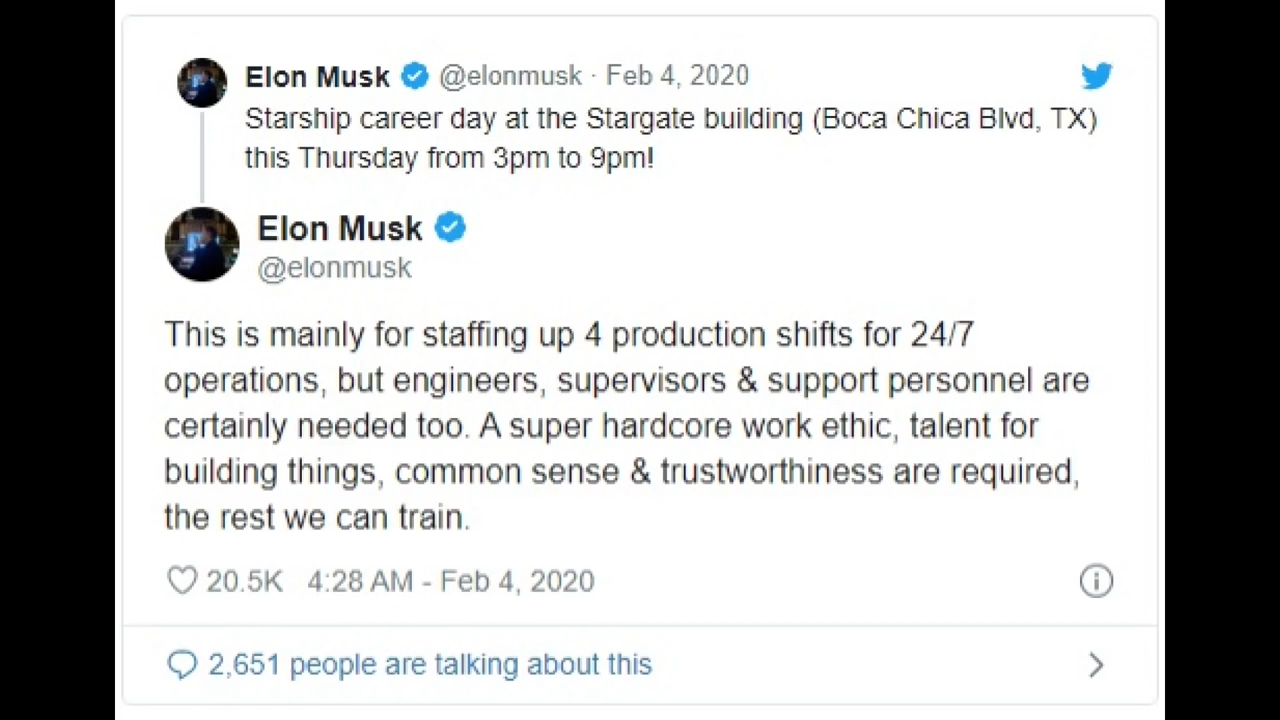 Elon Musk @elonmusk · Feb 4, 2020
Starship career day at the Stargate building (Boca Chica Blvd, TX)
this Thursday from 3pm to 9pm!
Elon Musk
@elonmusk
This is mainly for staffing up 4 production shifts for 24/7
operations, but engineers, supervisors & support personnel are
certainly needed too. A super hardcore work ethic, talent for
building things, common sense & trustworthiness are required,
the rest we can train.
20.5K 4:28 AM - Feb 4, 2020
2,651 people are talking about this